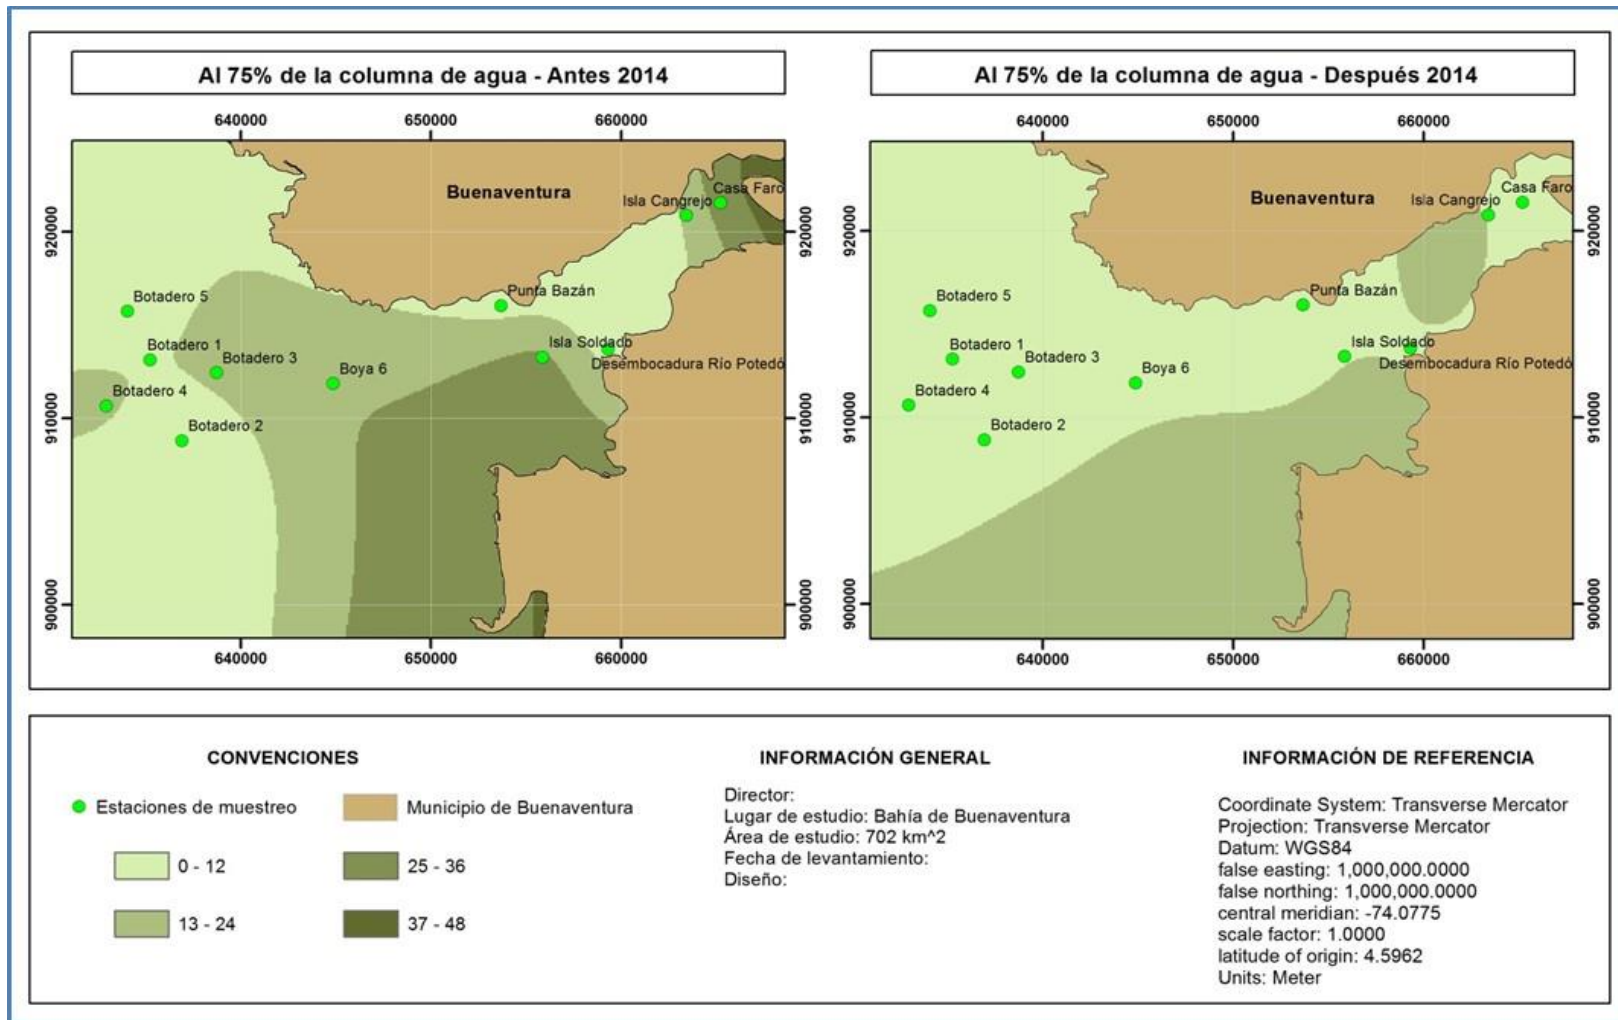 Al 75% de la columna de agua - Antes 2014
640000
650000
660000
920000
910000
900000
920000
910000
900000
Buenaventura
Casa Faro
Isla Cangrejo
Botadero 5
Punta Bazán
Botadero 1
Isla Soldado
Botadero 3
Boya 6
Desembocadura Río Potedó
Botadero 4
Botadero 2
640000
650000
660000
Al 75% de la columna de agua - Después 2014
640000
650000
660000
920000
910000
900000
920000
910000
900000
Buenaventura
Casa Faro
Isla Cangrejo
Botadero 5
Punta Bazán
Botadero 1
Isla Soldado
Botadero 3
Boya 6
Desembocadura Río Potedó
Botadero 4
Botadero 2
640000
650000
660000
CONVENCIONES
Estaciones de muestreo
Municipio de Buenaventura
0 - 12
25 - 36
13 - 24
37 - 48
INFORMACIÓN GENERAL
Director:
Lugar de estudio: Bahía de Buenaventura
Área de estudio: 702 km^2
Fecha de levantamiento:
Diseño:
INFORMACIÓN DE REFERENCIA
Coordinate System: Transverse Mercator
Projection: Transverse Mercator
Datum: WGS84
false easting: 1,000,000.0000
false northing: 1,000,000.0000
central meridian: -74.0775
scale factor: 1.0000
latitude of origin: 4.5962
Units: Meter